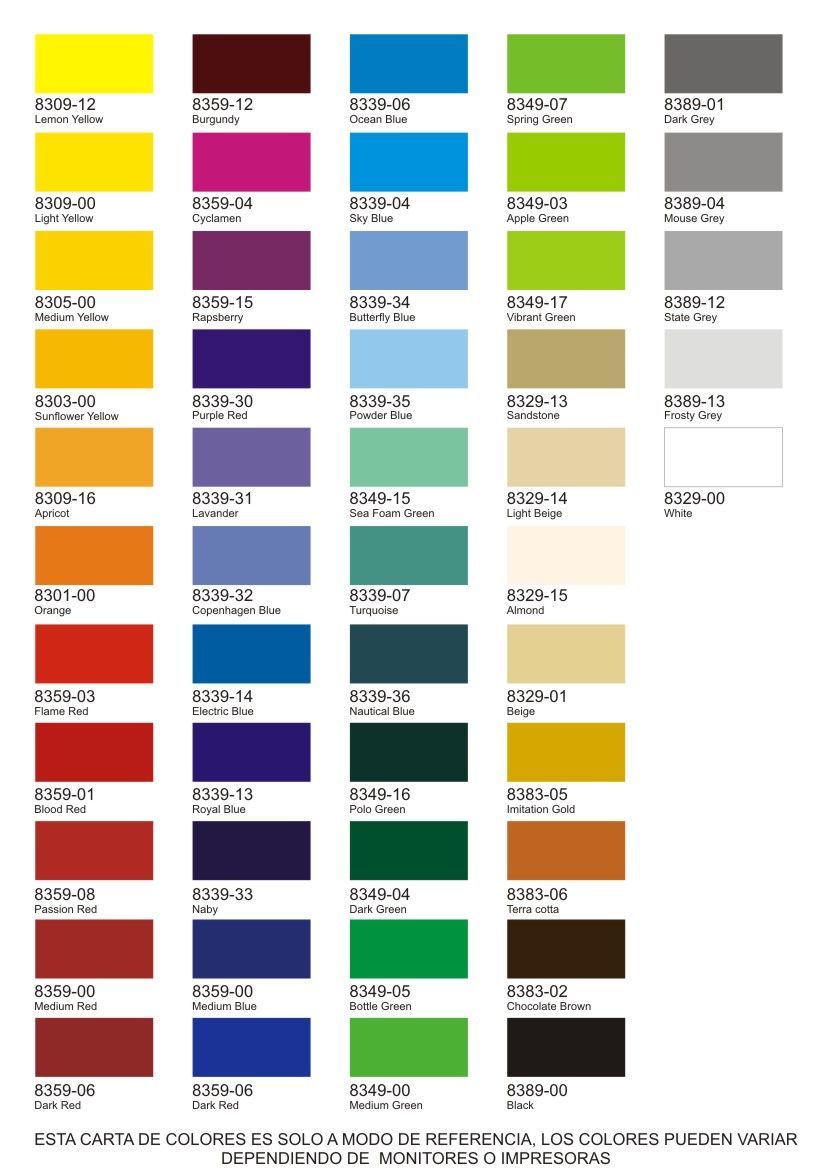 8309-12
Lemon Yellow
8359-12
Burgundy
8339-06
Ocean Blue
8349-07
Spring Green
8389-01
Dark Grey
8309-00
Light Yellow
8359-04
Cyclamen
8339-04
Sky Blue
8349-03
Apple Green
8389-04
Mouse Grey
8305-00
Medium Yellow
8359-15
Rapsberry
8339-34
Butterfly Blue
8349-17
Vibrant Green
8389-12
State Grey
8303-00
Sunflower Yellow
8339-30
Purple Red
8339-35
Powder Blue
8329-13
Sandstone
8389-13
Frosty Grey
8309-16
Apricot
8339-31
Lavander
8349-15
Sea Foam Green
8329-14
Light Beige
8329-00
White
8301-00
Orange
8339-32
Copenhagen Blue
8339-07
Turquoise
8329-15
Almond
8359-03
Flame Red
8339-14
Electric Blue
8339-36
Nautical Blue
8329-01
Beige
8359-01
Blood Red
8339-13
Royal Blue
8349-16
Polo Green
8383-05
Imitation Gold
8359-08
Passion Red
8339-33
Naby
8349-04
Dark Green
8383-06
Terra cotta
8359-00
Medium Red
8359-00
Medium Blue
8349-05
Bottle Green
8383-02
Chocolate Brown
8359-06
Dark Red
8359-06
Dark Red
8349-00
Medium Green
8389-00
Black
ESTA CARTA DE COLORES ES SOLO A MODO DE REFERENCIA, LOS COLORES PUEDEN VARIAR
DEPENDIENDO DE MONITORES O IMPRESORAS